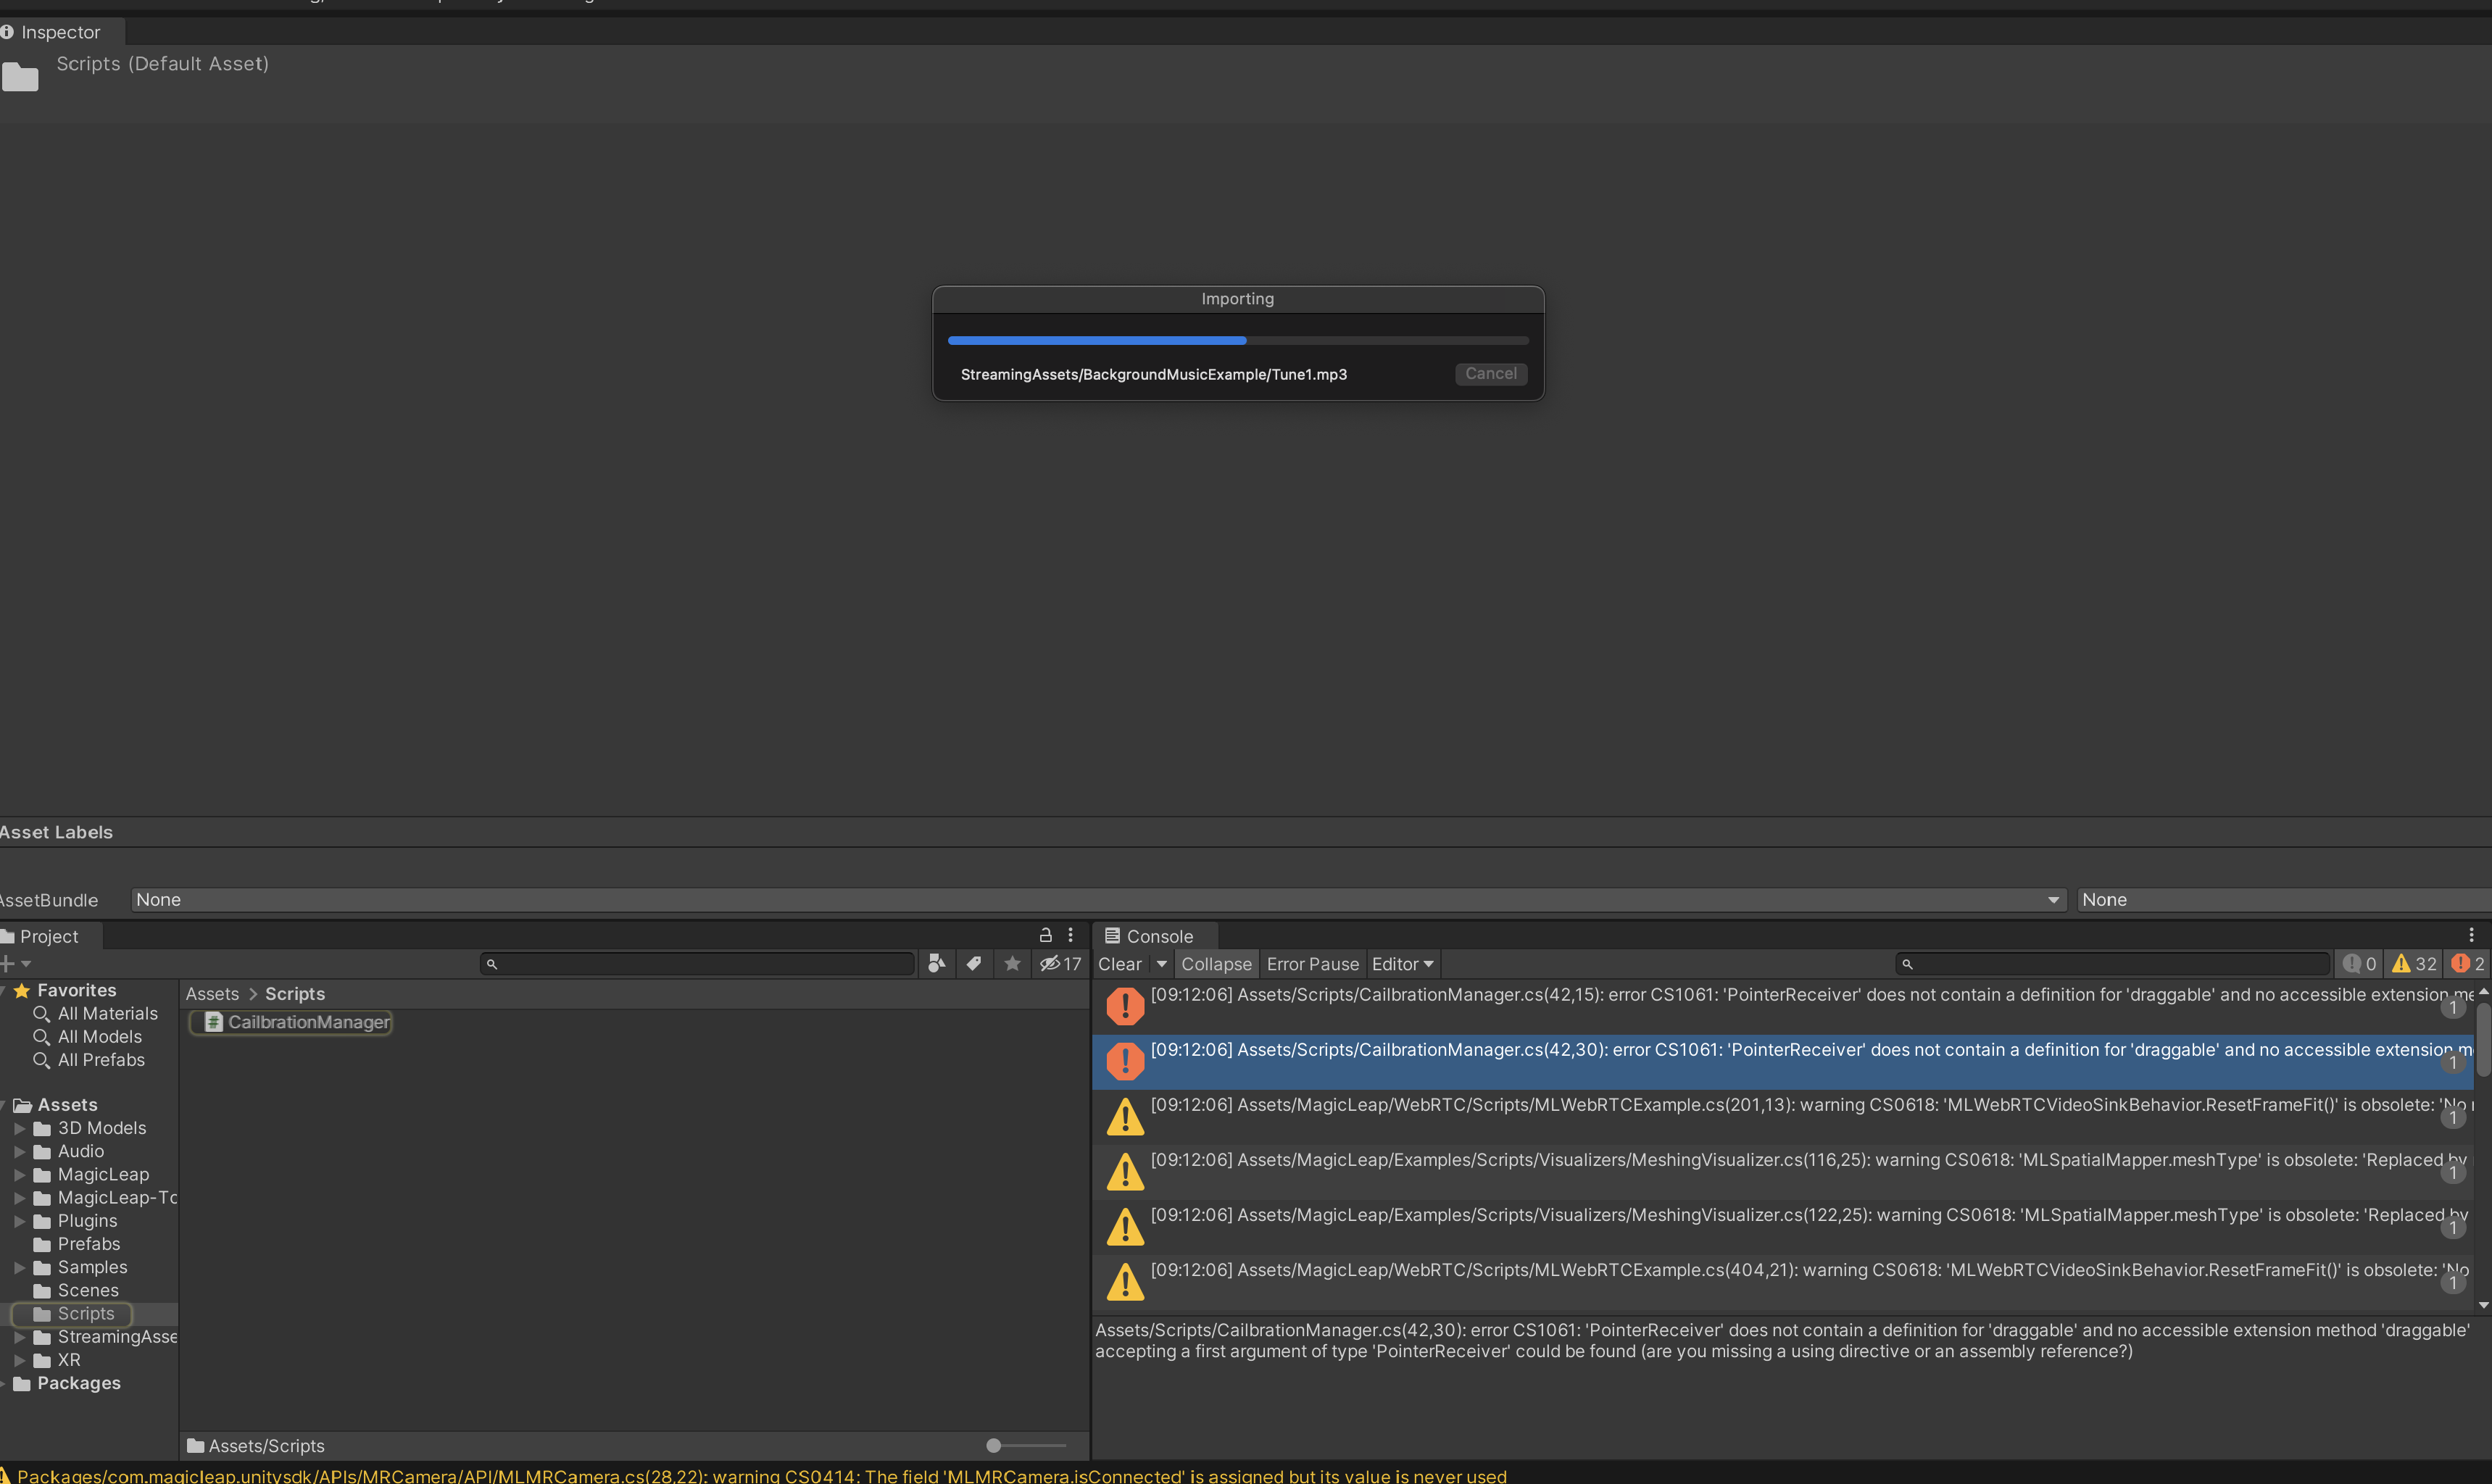 Inspector
Scripts (Default Asset)
Importing
StreamingAssets/BackgroundMusicExample/Tune1.mp3
Cancel
Asset Labels
AssetBundle
None
None
Project
17
Favorites
All Materials
All Models
All Prefabs
Assets
3D Models
Audio
MagicLeap
MagicLeap-To
Plugins
Prefabs
Samples
Scenes
Scripts
StreamingAsse
XR
Packages
Assets > Scripts
CailbrationManager
Assets/Scripts
Console
Clear Collapse Error Pause Editor
0 32 2
[09:12:06] Assets/Scripts/CailbrationManager.cs(42,15): error CS1061: 'PointerReceiver' does not contain a definition for 'draggable' and no accessible extension me
1
[09:12:06] Assets/Scripts/CailbrationManager.cs(42,30): error CS1061: 'PointerReceiver' does not contain a definition for 'draggable' and no accessible extension m
1
[09:12:06] Assets/MagicLeap/WebRTC/Scripts/MLWebRTCExample.cs(201,13): warning CS0618: 'MLWebRTCVideoSinkBehavior.ResetFrameFit()' is obsolete: 'No
1
[09:12:06] Assets/MagicLeap/Examples/Scripts/Visualizers/MeshingVisualizer.cs(116,25): warning CS0618: 'MLSpatialMapper.meshType' is obsolete: 'Replaced by
1
[09:12:06] Assets/MagicLeap/Examples/Scripts/Visualizers/MeshingVisualizer.cs(122,25): warning CS0618: 'MLSpatialMapper.meshType' is obsolete: 'Replaced by
1
[09:12:06] Assets/MagicLeap/WebRTC/Scripts/MLWebRTCExample.cs(404,21): warning CS0618: 'MLWebRTCVideoSinkBehavior.ResetFrameFit()' is obsolete: 'No
1
Assets/Scripts/CailbrationManager.cs(42,30): error CS1061: 'PointerReceiver' does not contain a definition for 'draggable' and no accessible extension method 'draggable'
accepting a first argument of type 'PointerReceiver' could be found (are you missing a using directive or an assembly reference?)
Packages/com.magicleap.unitysdk/APIs/MRCamera/API/MLMRCamera.cs(28,22): warning CS0414: The field 'MLMRCamera.isConnected' is assigned but its value is never used